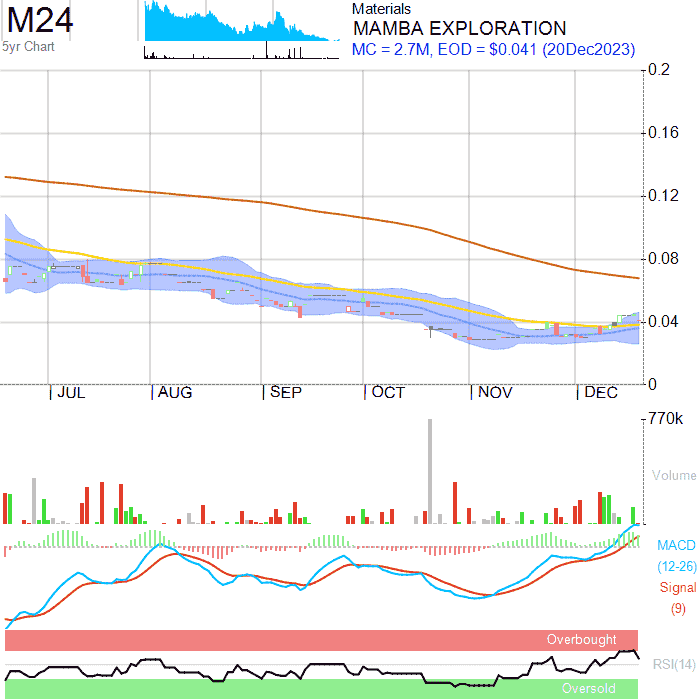 M24
5yr Chart
Materials
MAMBA EXPLORATION
MC = 2.7M, EOD = $0.041 (20Dec2023)
0.2
0.16
0.12
0.08
0.04
0
JUL AUG SEP OCT NOV DEC
770k
Volume
MACD
(12-26)
Signal
(9)
Overbought
RSI(14)
Oversold